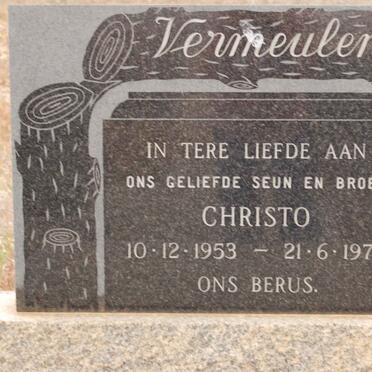 Vermeulen
IN TERE LIEFDE AAN
ONS GELIEFDE SEUN EN BROE
CHRISTO
10·12·1953 – 21·6·197
ONS BERUS.